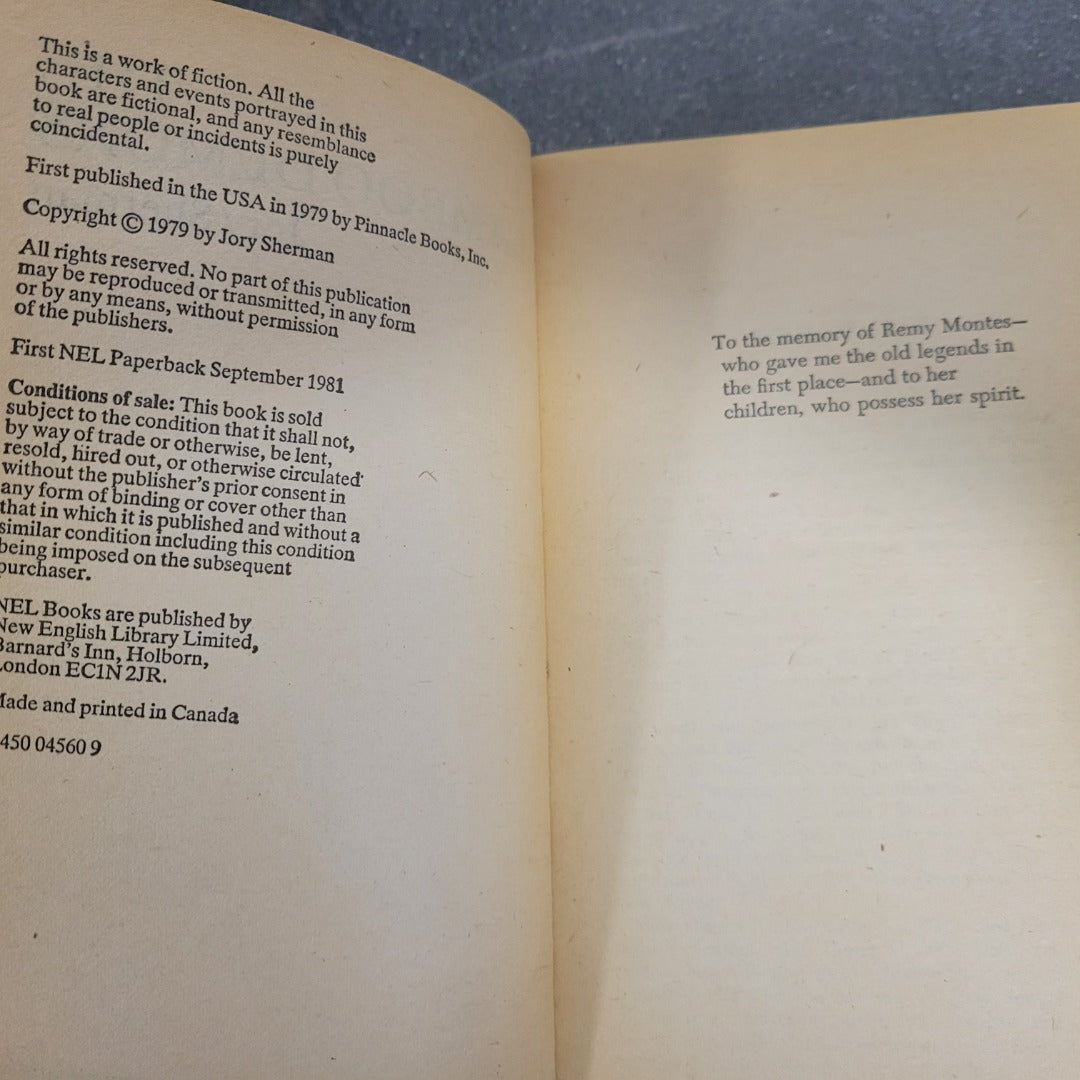 This is a work of fiction. All the
characters and events portrayed in this
book are fictional, and any resemblance
to real people or incidents is purely
coincidental.
First published in the USA in 1979 by Pinnacle Books, Inc.
Copyright © 1979 by Jory Sherman
All rights reserved. No part of this publication
may be reproduced or transmitted, in any form
or by any means, without permission
of the publishers.
First NEL Paperback September 1981
Conditions of sale: This book is sold
subject to the condition that it shall not,
by way of trade or otherwise, be lent,
resold, hired out, or otherwise circulated
without the publisher's prior consent in
any form of binding or cover other than
that in which it is published and without a
similar condition including this condition
being imposed on the subsequent
purchaser.
NEL Books are published by
New English Library Limited,
Barnard's Inn, Holborn,
London EC1N 2JR.
Made and printed in Canada
450 04560 9
To the memory of Remy Montes—
who gave me the old legends in
the first place—and to her
children, who possess her spirit.